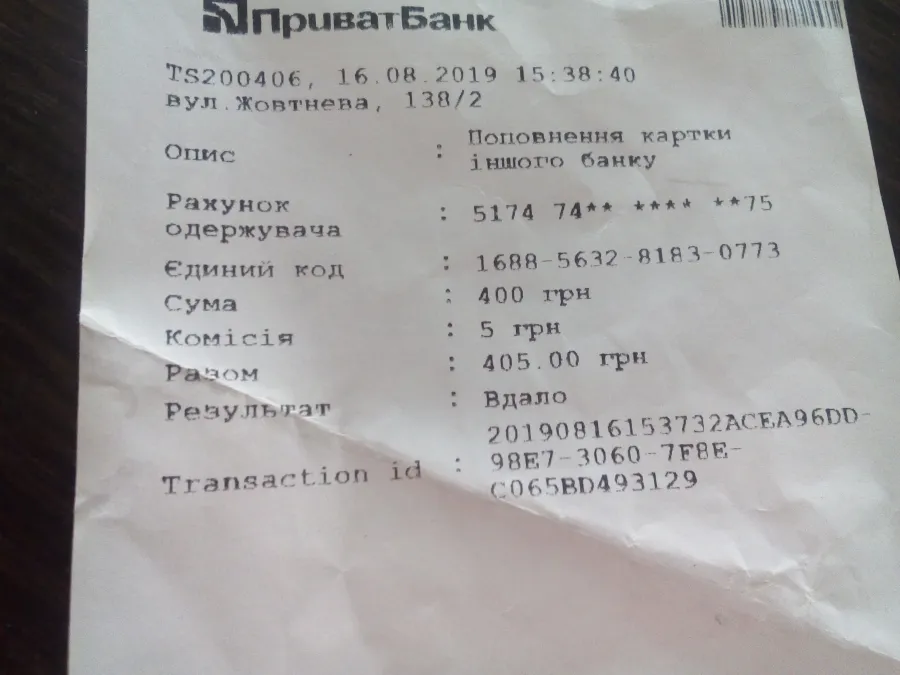 ПриватБанк
TS200406, 16.08.2019 15:38:40
вул.Жовтнева, 138/2
Опис : Поповнення картки
іншого банку
Рахунок
одержувача : 5174 74** **** **75
Єдиний код : 1688-5632-8183-0773
Сума : 400 грн
Комісія : 5 грн
Разом : 405.00 грн
Результат : Вдало
Transaction id : 20190816153732ACEA96DD-
98E7-3060-7F8E-
C065BD493129